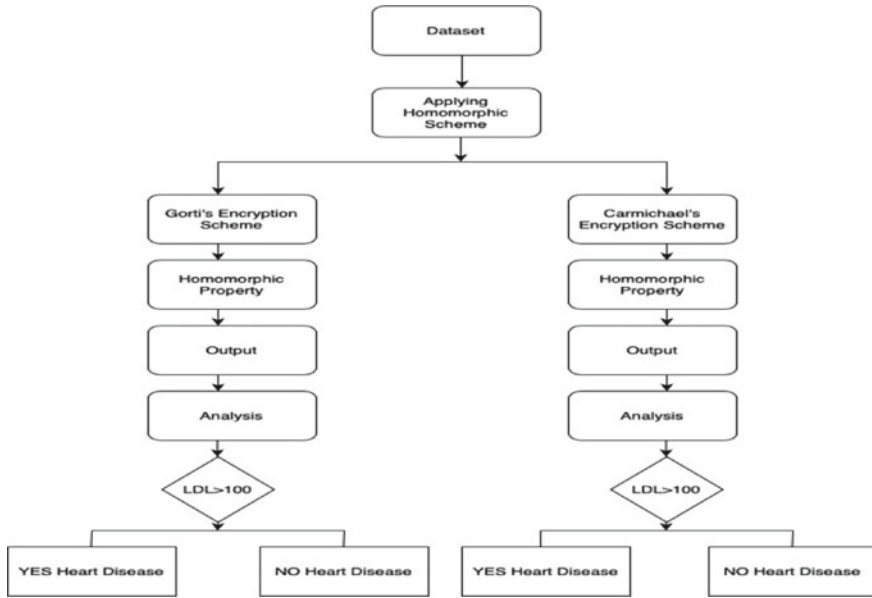 Dataset
Applying
Homomorphic
Scheme
Gorti's Encryption
Scheme
Carmichael's
Encryption Scheme
Homomorphic
Property
Homomorphic
Property
Output
Output
Analysis
Analysis
LDL>100
LDL>100
YES Heart Disease
NO Heart Disease
YES Heart Disease
NO Heart Disease